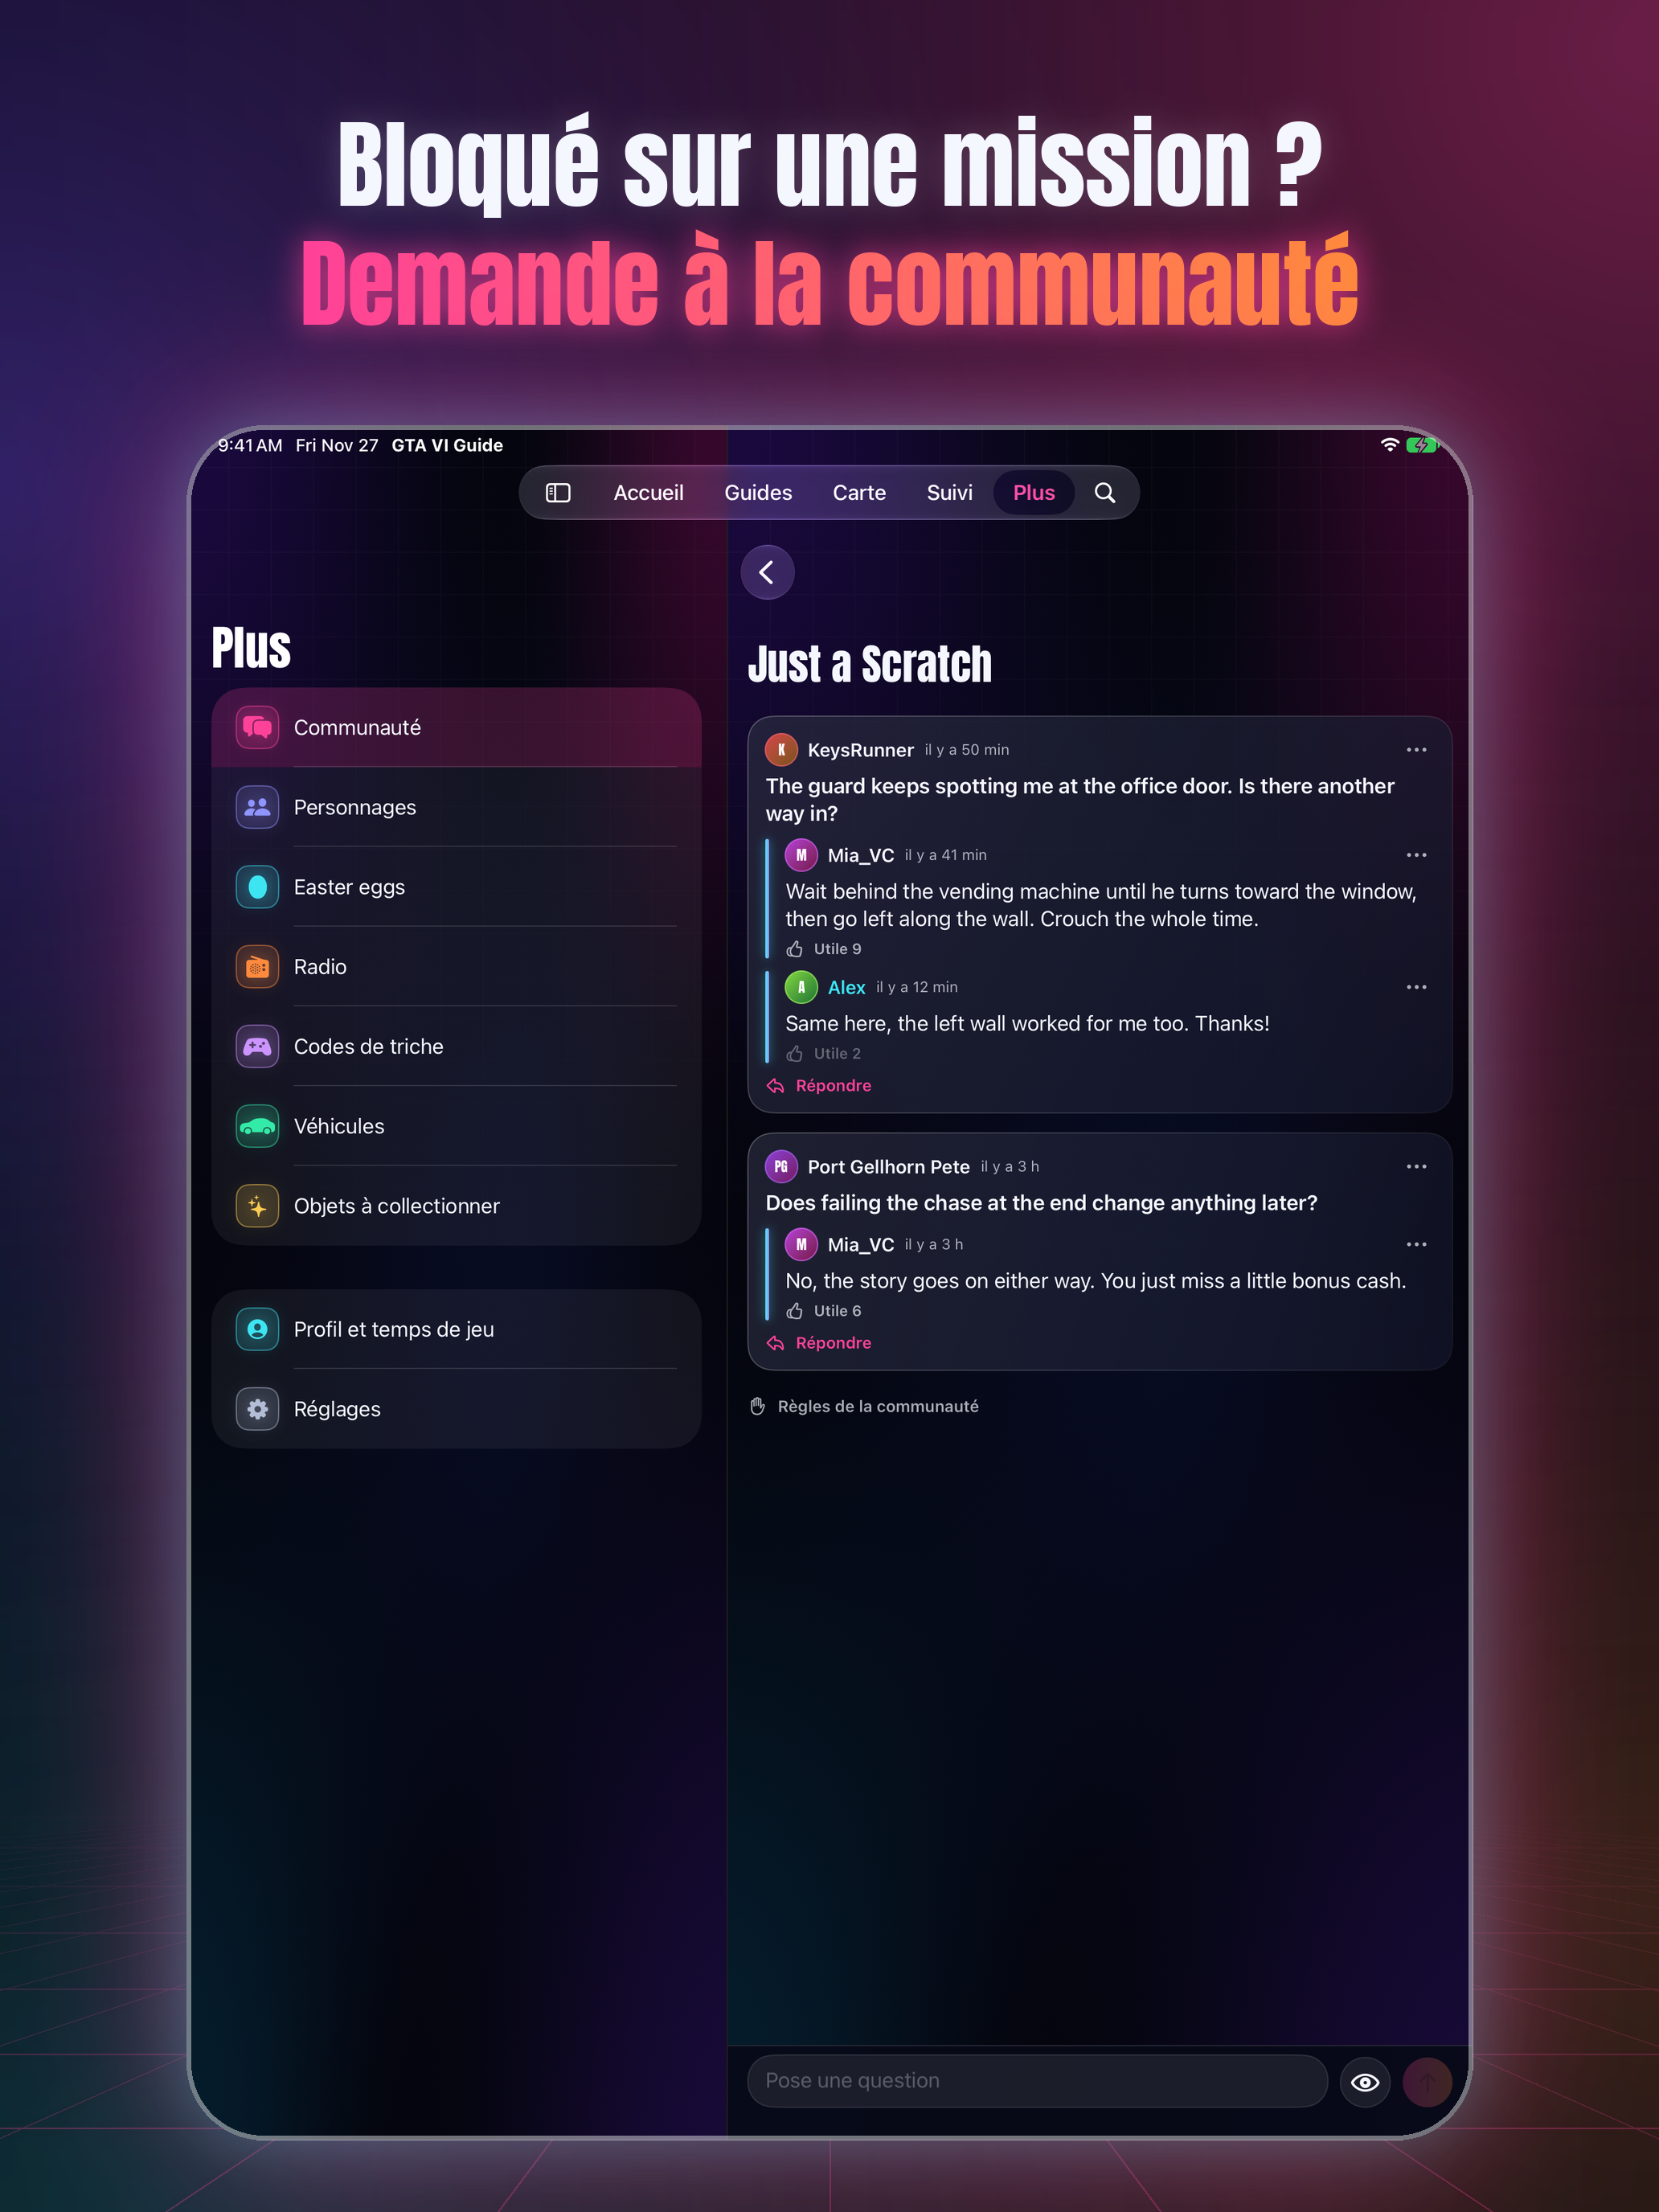 Bloqué sur une mission ?
Demande à la communauté
9:41 AM Fri Nov 27 GTA VI Guide
Accueil Guides Carte Suivi Plus
Plus
Communauté
Personnages
Easter eggs
Radio
Codes de triche
Véhicules
Objets à collectionner
Profil et temps de jeu
Réglages
Just a Scratch
K KeysRunner il y a 50 min
The guard keeps spotting me at the office door. Is there another
way in?
M Mia_VC il y a 41 min
Wait behind the vending machine until he turns toward the window,
then go left along the wall. Crouch the whole time.
Utile 9
A Alex il y a 12 min
Same here, the left wall worked for me too. Thanks!
Utile 2
Répondre
PG Port Gellhorn Pete il y a 3 h
Does failing the chase at the end change anything later?
M Mia_VC il y a 3 h
No, the story goes on either way. You just miss a little bonus cash.
Utile 6
Répondre
Règles de la communauté
Pose une question